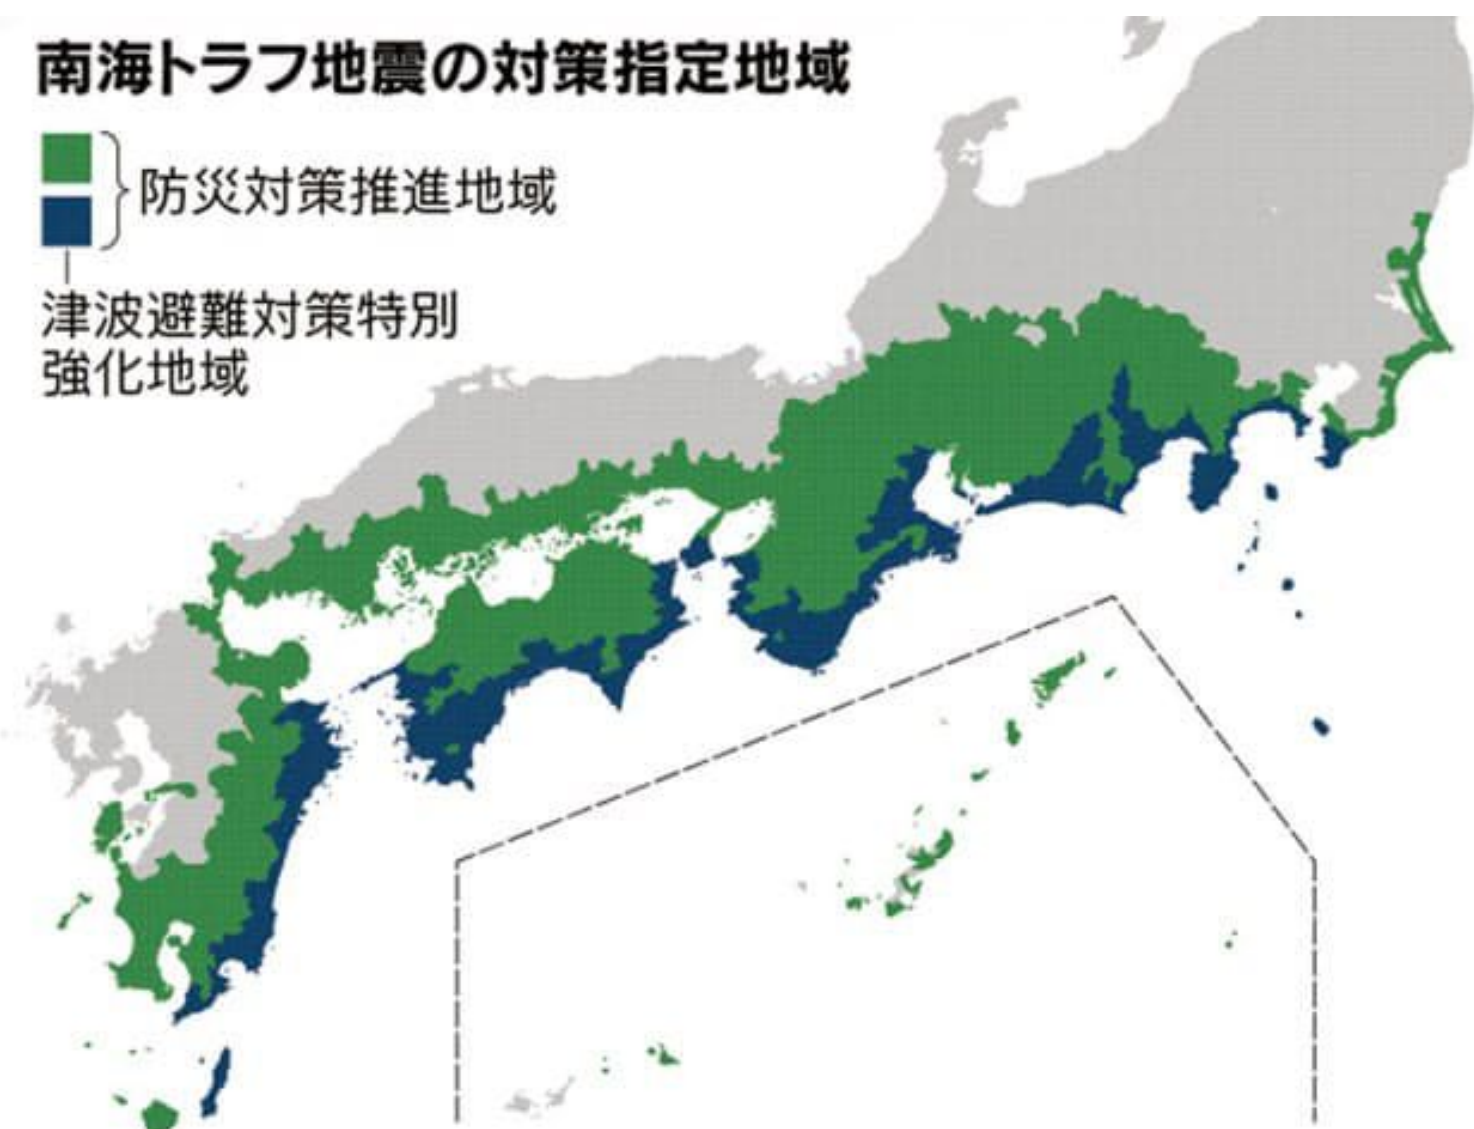 南海トラフ地震の対策指定地域
防災対策推進地域
津波避難対策特別
強化地域